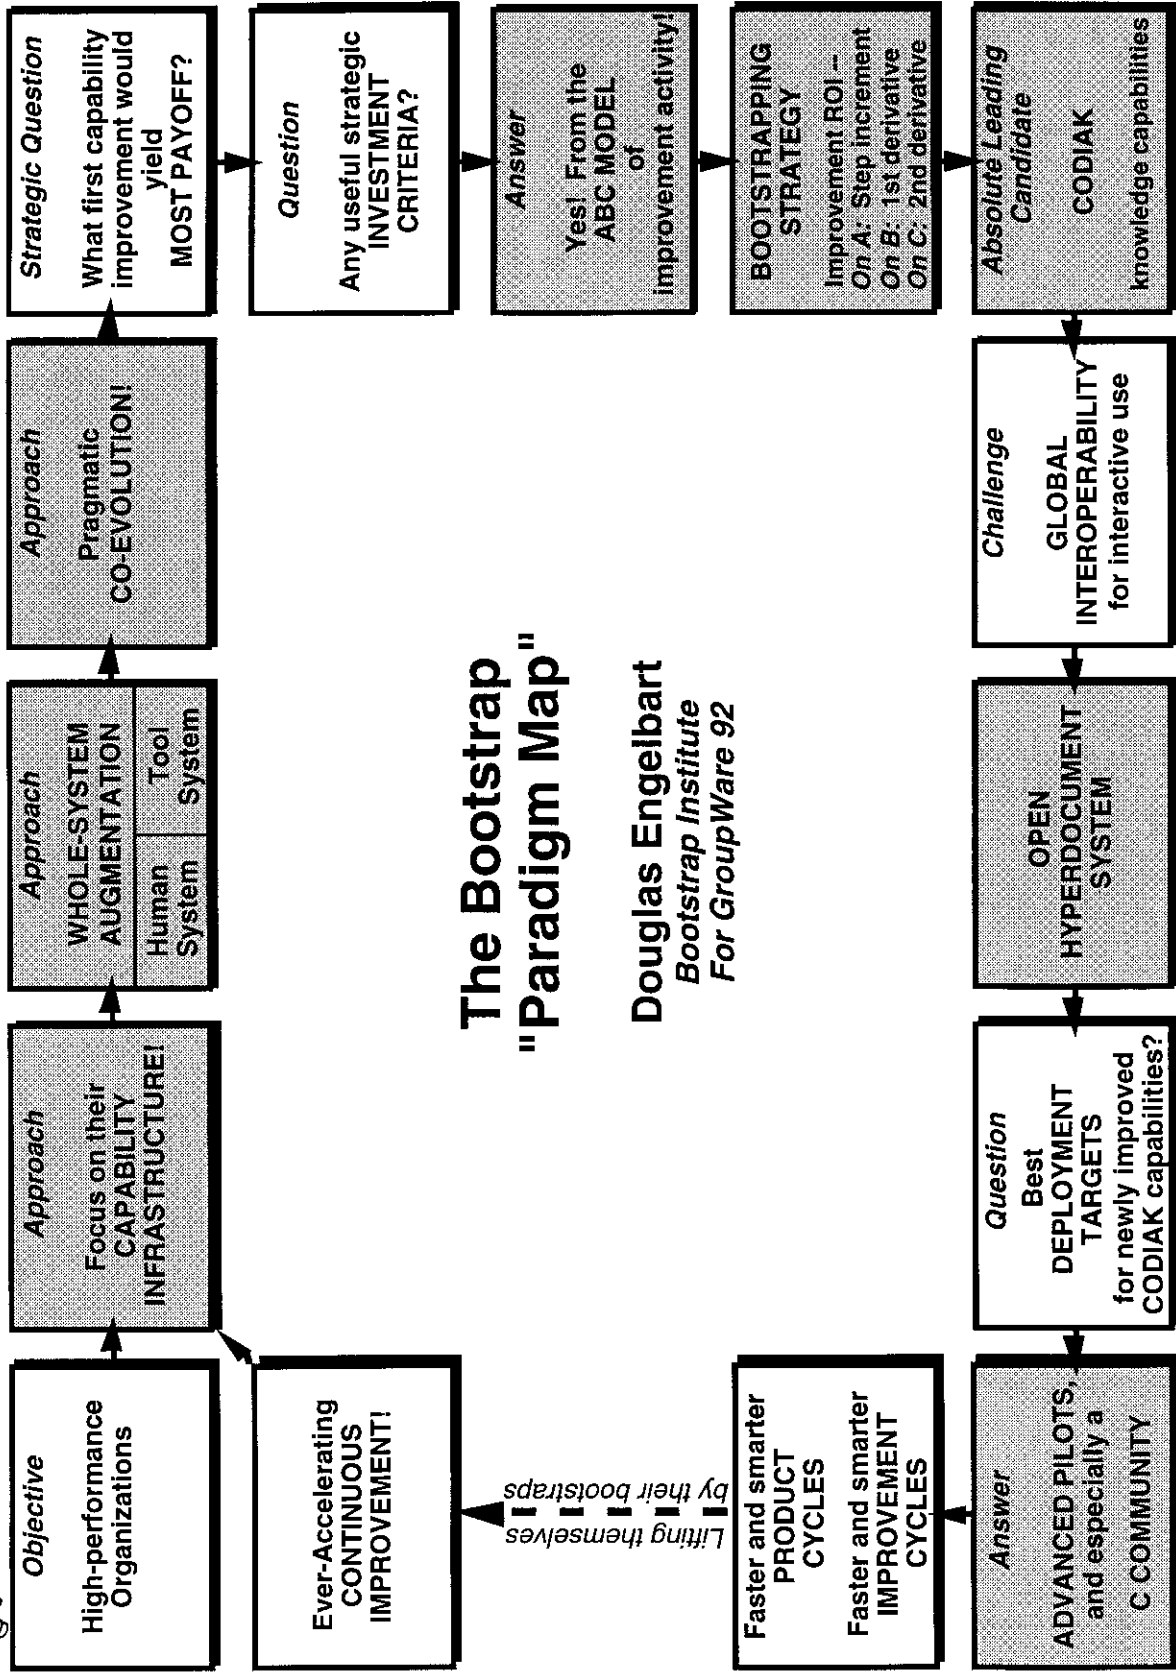 Objective
High-performance
Organizations
Approach
Focus on their
CAPABILITY
INFRASTRUCTURE!
Approach
WHOLE-SYSTEM
AUGMENTATION
Human
System
Tool
System
Approach
Pragmatic
CO-EVOLUTION!
Strategic Question
What first capability
improvement would
yield
MOST PAYOFF?
Question
Any useful strategic
INVESTMENT
CRITERIA?
Answer
Yes! From the
ABC MODEL
of
Improvement activity!
BOOTSTRAPPING
STRATEGY
Improvement ROI –
On A: Step increment
On B: 1st derivative
On C: 2nd derivative
Absolute Leading
Candidate
CODIAK
knowledge capabilities
Challenge
GLOBAL
INTEROPERABILITY
for interactive use
OPEN
HYPERDOCUMENT
SYSTEM
Question
Best
DEPLOYMENT
TARGETS
for newly improved
CODIAK capabilities?
Answer
ADVANCED PILOTS,
and especially a
C COMMUNITY
Faster and smarter
PRODUCT
CYCLES
Faster and smarter
IMPROVEMENT
CYCLES
Lifting themselves
by their bootstraps
Ever-Accelerating
CONTINUOUS
IMPROVEMENT!
The Bootstrap
"Paradigm Map"
Douglas Engelbart
Bootstrap Institute
For GroupWare 92